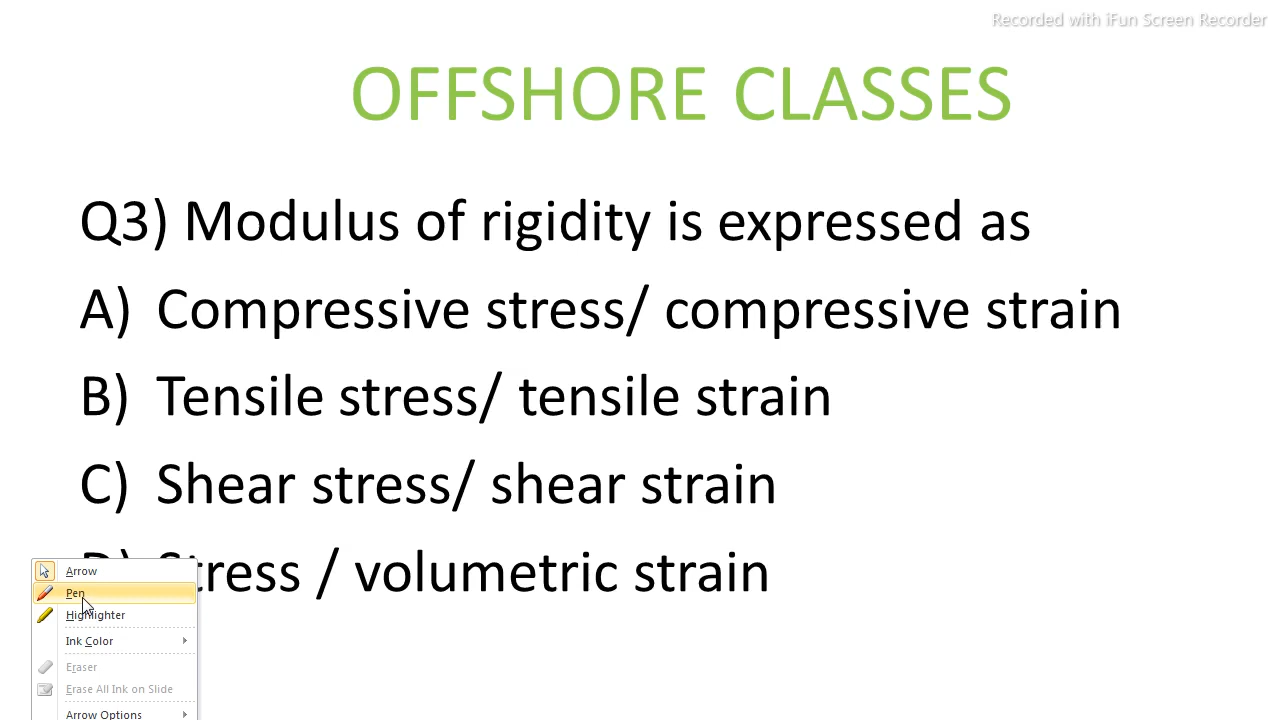 Recorded with iFun Screen Recorder
OFFSHORE CLASSES
Q3) Modulus of rigidity is expressed as
A) Compressive stress/ compressive strain
B) Tensile stress/ tensile strain
C) Shear stress/ shear strain
D) Stress / volumetric strain
Arrow
Pen
Highlighter
Ink Color
Eraser
Erase All Ink on Slide
Arrow Options